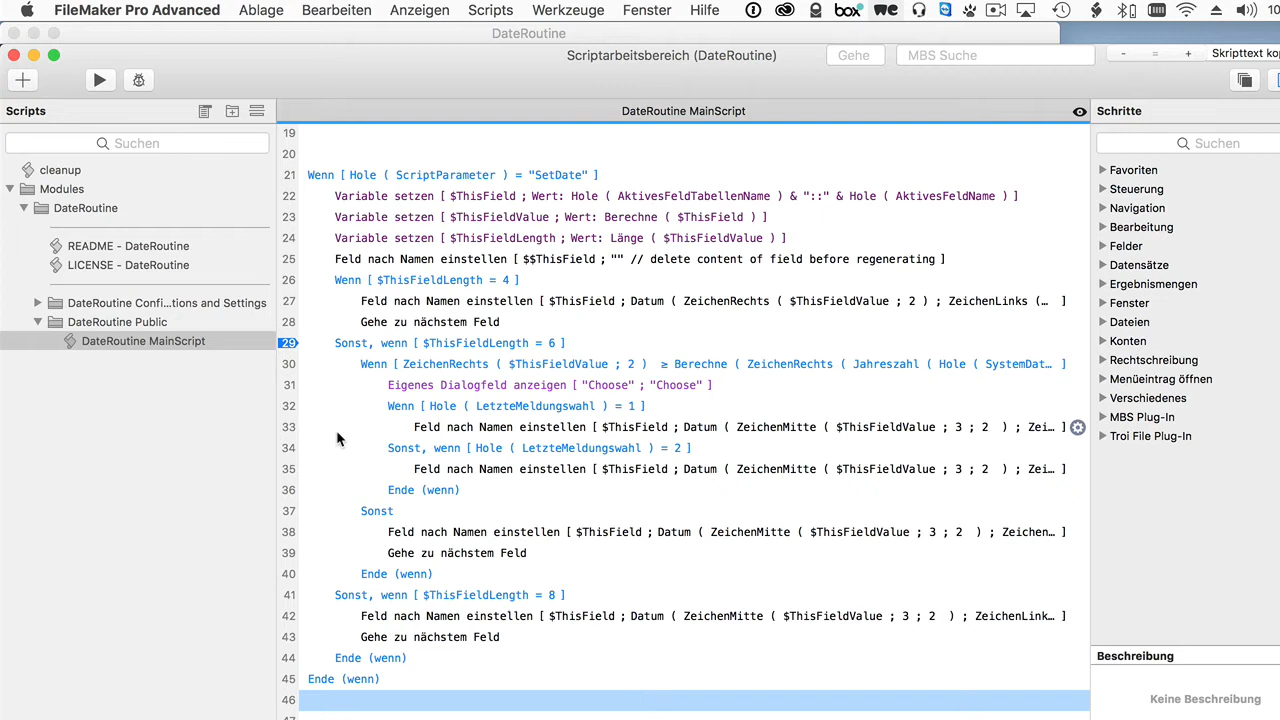 FileMaker Pro Advanced Ablage Bearbeiten Anzeigen Scripts Werkzeuge Fenster Hilfe box
DateRoutine
Scriptarbeitsbereich (DateRoutine) Gehe MBS Suche - = + Skripttext ko
Scripts DateRoutine MainScript Schritte
Suchen Suchen
cleanup
Modules
DateRoutine
README - DateRoutine
LICENSE - DateRoutine
DateRoutine Confi...tions and Settings
DateRoutine Public
DateRoutine MainScript
19
20
21 Wenn [ Hole ( ScriptParameter ) = "SetDate" ]
22 Variable setzen [ $ThisField ; Wert: Hole ( AktivesFeldTabellenName ) & "::" & Hole ( AktivesFeldName ) ]
23 Variable setzen [ $ThisFieldValue ; Wert: Berechne ( $ThisField ) ]
24 Variable setzen [ $ThisFieldLength ; Wert: Länge ( $ThisFieldValue ) ]
25 Feld nach Namen einstellen [ $$ThisField ; "" // delete content of field before regenerating ]
26 Wenn [ $ThisFieldLength = 4 ]
27 Feld nach Namen einstellen [ $ThisField ; Datum ( ZeichenRechts ( $ThisFieldValue ; 2 ) ; ZeichenLinks (… ]
28 Gehe zu nächstem Feld
29 Sonst, wenn [ $ThisFieldLength = 6 ]
30 Wenn [ ZeichenRechts ( $ThisFieldValue ; 2 ) ≥ Berechne ( ZeichenRechts ( Jahreszahl ( Hole ( SystemDat… ]
31 Eigenes Dialogfeld anzeigen [ "Choose" ; "Choose" ]
32 Wenn [ Hole ( LetzteMeldungswahl ) = 1 ]
33 Feld nach Namen einstellen [ $ThisField ; Datum ( ZeichenMitte ( $ThisFieldValue ; 3 ; 2 ) ; Zei… ]
34 Sonst, wenn [ Hole ( LetzteMeldungswahl ) = 2 ]
35 Feld nach Namen einstellen [ $ThisField ; Datum ( ZeichenMitte ( $ThisFieldValue ; 3 ; 2 ) ; Zei… ]
36 Ende (wenn)
37 Sonst
38 Feld nach Namen einstellen [ $ThisField ; Datum ( ZeichenMitte ( $ThisFieldValue ; 3 ; 2 ) ; Zeichen… ]
39 Gehe zu nächstem Feld
40 Ende (wenn)
41 Sonst, wenn [ $ThisFieldLength = 8 ]
42 Feld nach Namen einstellen [ $ThisField ; Datum ( ZeichenMitte ( $ThisFieldValue ; 3 ; 2 ) ; ZeichenLink… ]
43 Gehe zu nächstem Feld
44 Ende (wenn)
45 Ende (wenn)
46
Favoriten
Steuerung
Navigation
Bearbeitung
Felder
Datensätze
Ergebnismengen
Fenster
Dateien
Konten
Rechtschreibung
Menüeintrag öffnen
Verschiedenes
MBS Plug-In
Troi File Plug-In
Beschreibung
Keine Beschreibung